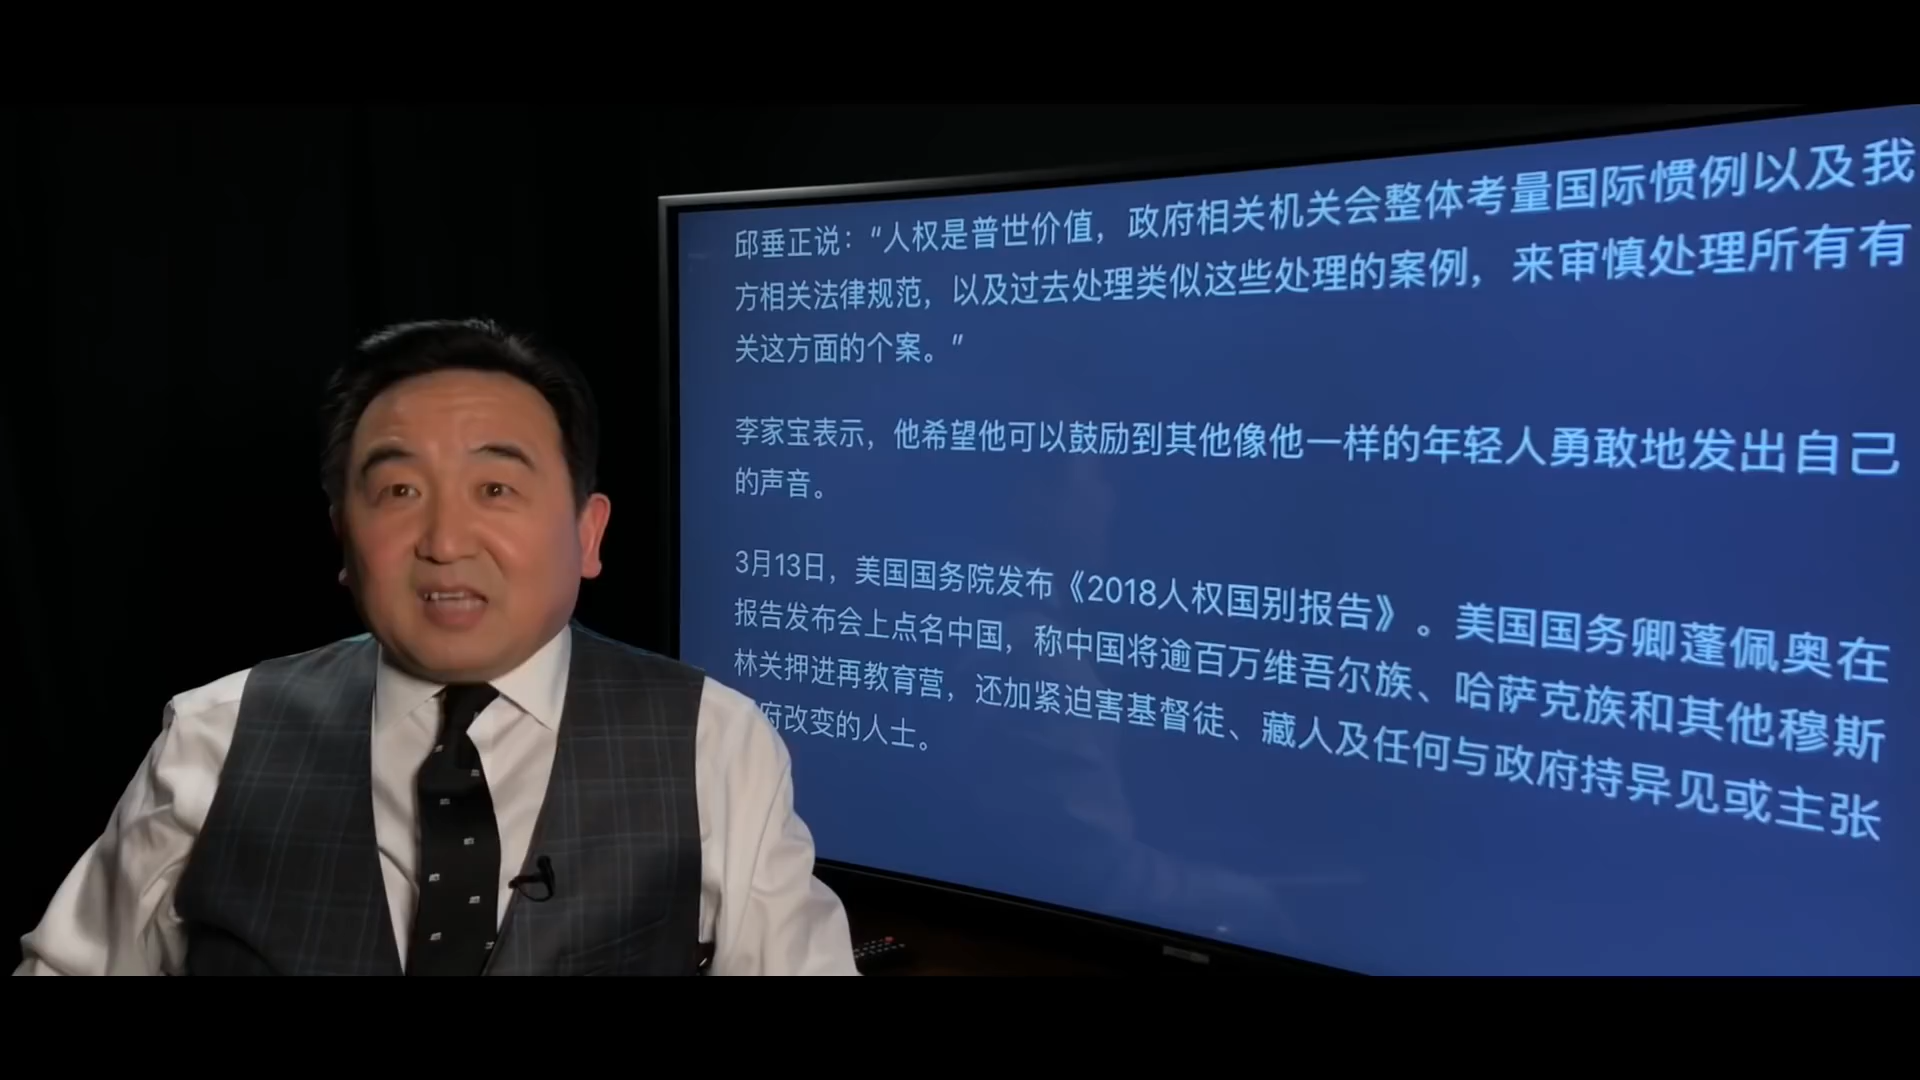 邱垂正说：“人权是普世价值，政府相关机关会整体考量国际惯例以及我
方相关法律规范，以及过去处理类似这些处理的案例，来审慎处理所有有
关这方面的个案。”
李家宝表示，他希望他可以鼓励到其他像他一样的年轻人勇敢地发出自己
的声音。
3月13日，美国国务院发布《2018人权国别报告》。美国国务卿蓬佩奥在
报告发布会上点名中国，称中国将逾百万维吾尔族、哈萨克族和其他穆斯
林关押进再教育营，还加紧迫害基督徒、藏人及任何与政府持异见或主张
府改变的人士。